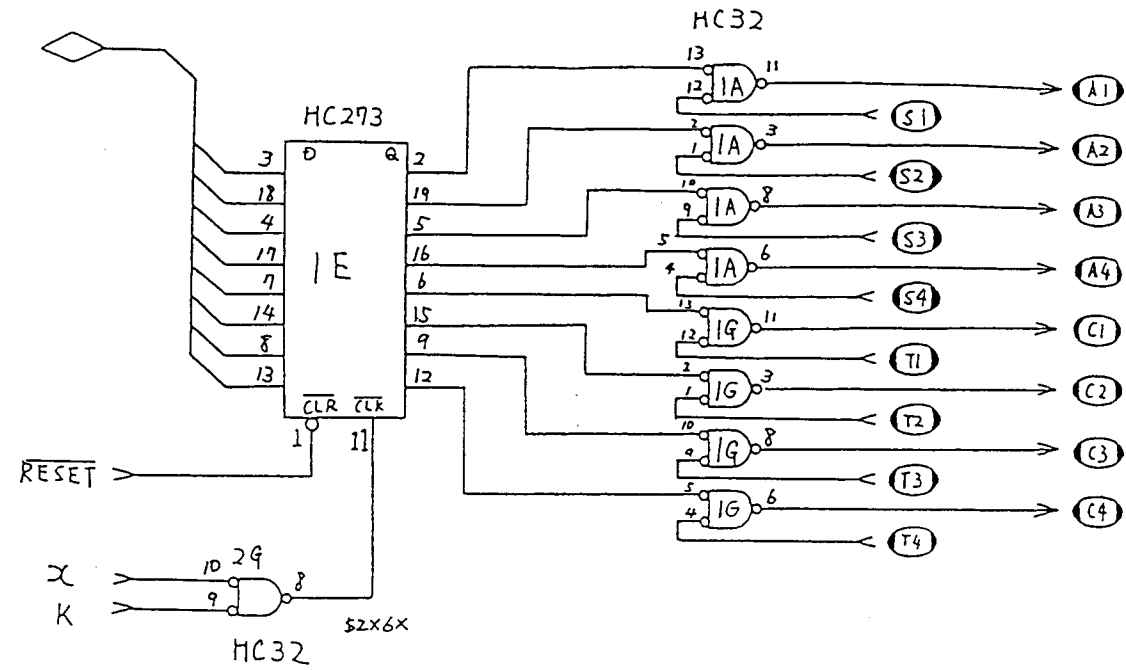 HC32
13
11
1A
A1
12
S1
HC273
2
3
1A
A2
1
S2
3
D
Q
2
18
19
10
8
1A
A3
9
S3
4
5
5
6
1A
A4
4
S4
17
16
1E
7
6
13
11
1G
C1
12
T1
14
15
2
3
1G
C2
1
T2
8
9
10
8
1G
C3
9
T3
13
12
5
6
1G
C4
4
T4
CLR
CLK
1
11
RESET
2G
X
10
8
K
9
$2x6x
HC32